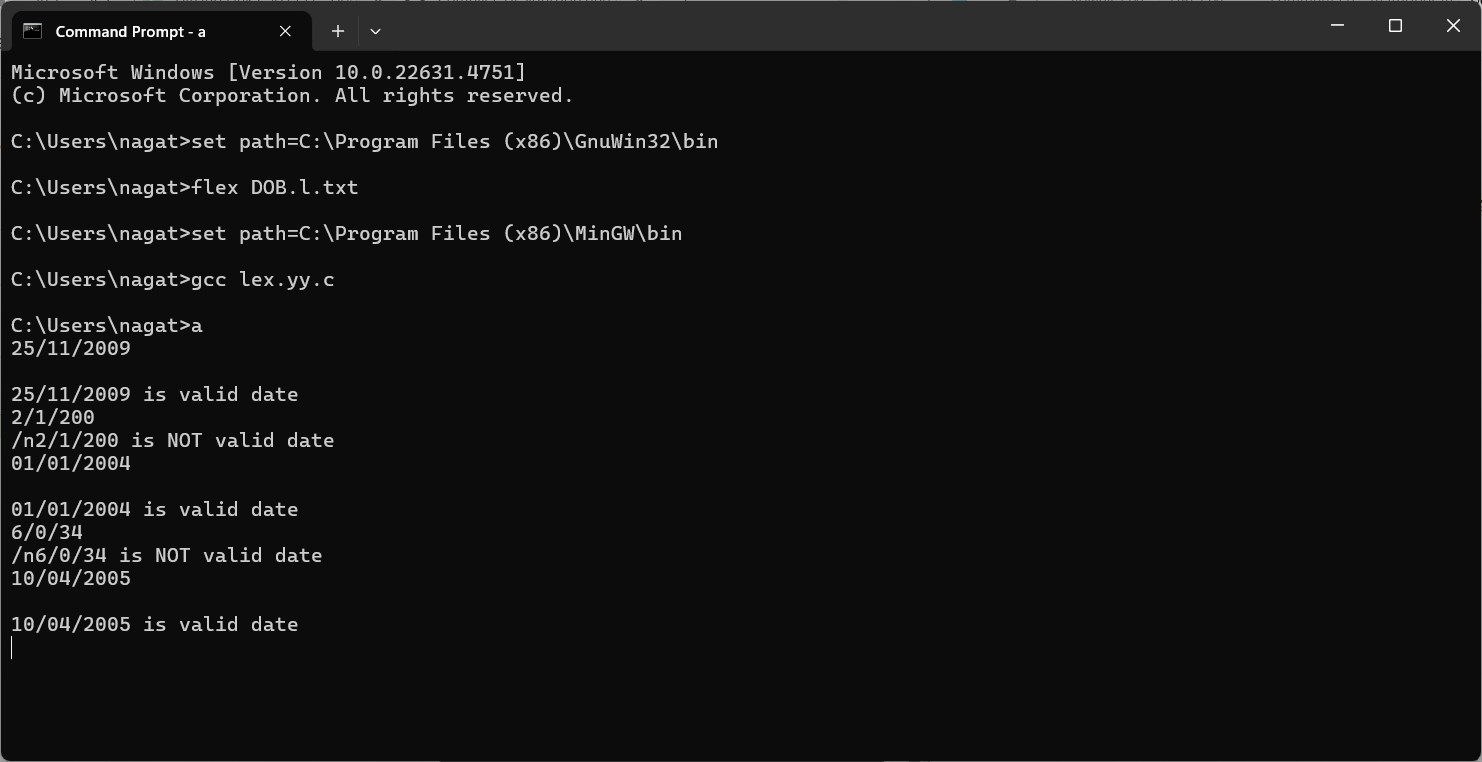 Command Prompt - a
Microsoft Windows [Version 10.0.22631.4751]
(c) Microsoft Corporation. All rights reserved.
C:\Users\nagat>set path=C:\Program Files (x86)\GnuWin32\bin
C:\Users\nagat>flex DOB.l.txt
C:\Users\nagat>set path=C:\Program Files (x86)\MinGW\bin
C:\Users\nagat>gcc lex.yy.c
C:\Users\nagat>a
25/11/2009
25/11/2009 is valid date
2/1/200
/n2/1/200 is NOT valid date
01/01/2004
01/01/2004 is valid date
6/0/34
/n6/0/34 is NOT valid date
10/04/2005
10/04/2005 is valid date